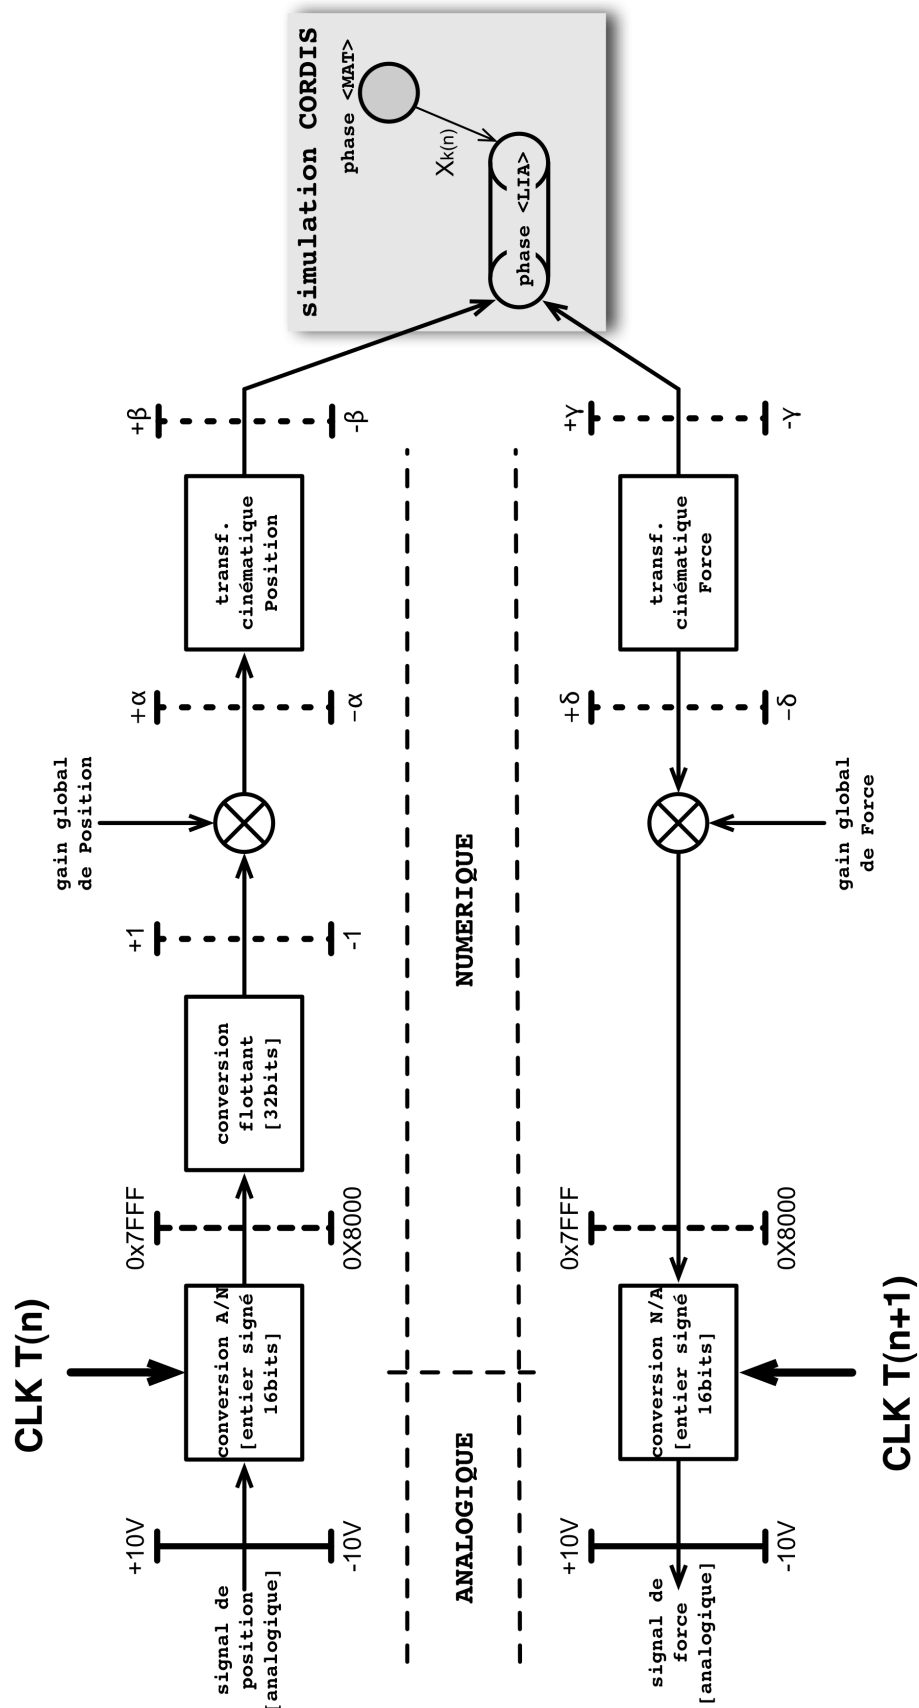 CLK T(n)
signal de
position
[analogique]
+10V
-10V
conversion A/N
[entier signé
16bits]
0x7FFF
0X8000
conversion
flottant
[32bits]
+1
-1
gain global
de Position
+α
-α
transf.
cinématique
Position
+β
-β
simulation CORDIS
phase <MAT>
Xk(n)
phase <LIA>
ANALOGIQUE
NUMERIQUE
signal de
force
[analogique]
+10V
-10V
conversion N/A
[entier signé
16bits]
0x7FFF
0X8000
gain global
de Force
+δ
-δ
transf.
cinématique
Force
+γ
-γ
CLK T(n+1)